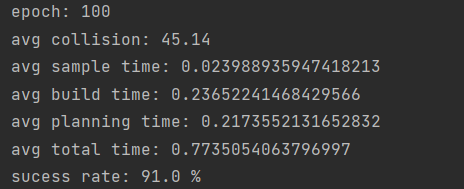 epoch: 100
avg collision: 45.14
avg sample time: 0.023988935947418213
avg build time: 0.23652241468429566
avg planning time: 0.2173552131652832
avg total time: 0.7735054063796997
sucess rate: 91.0 %